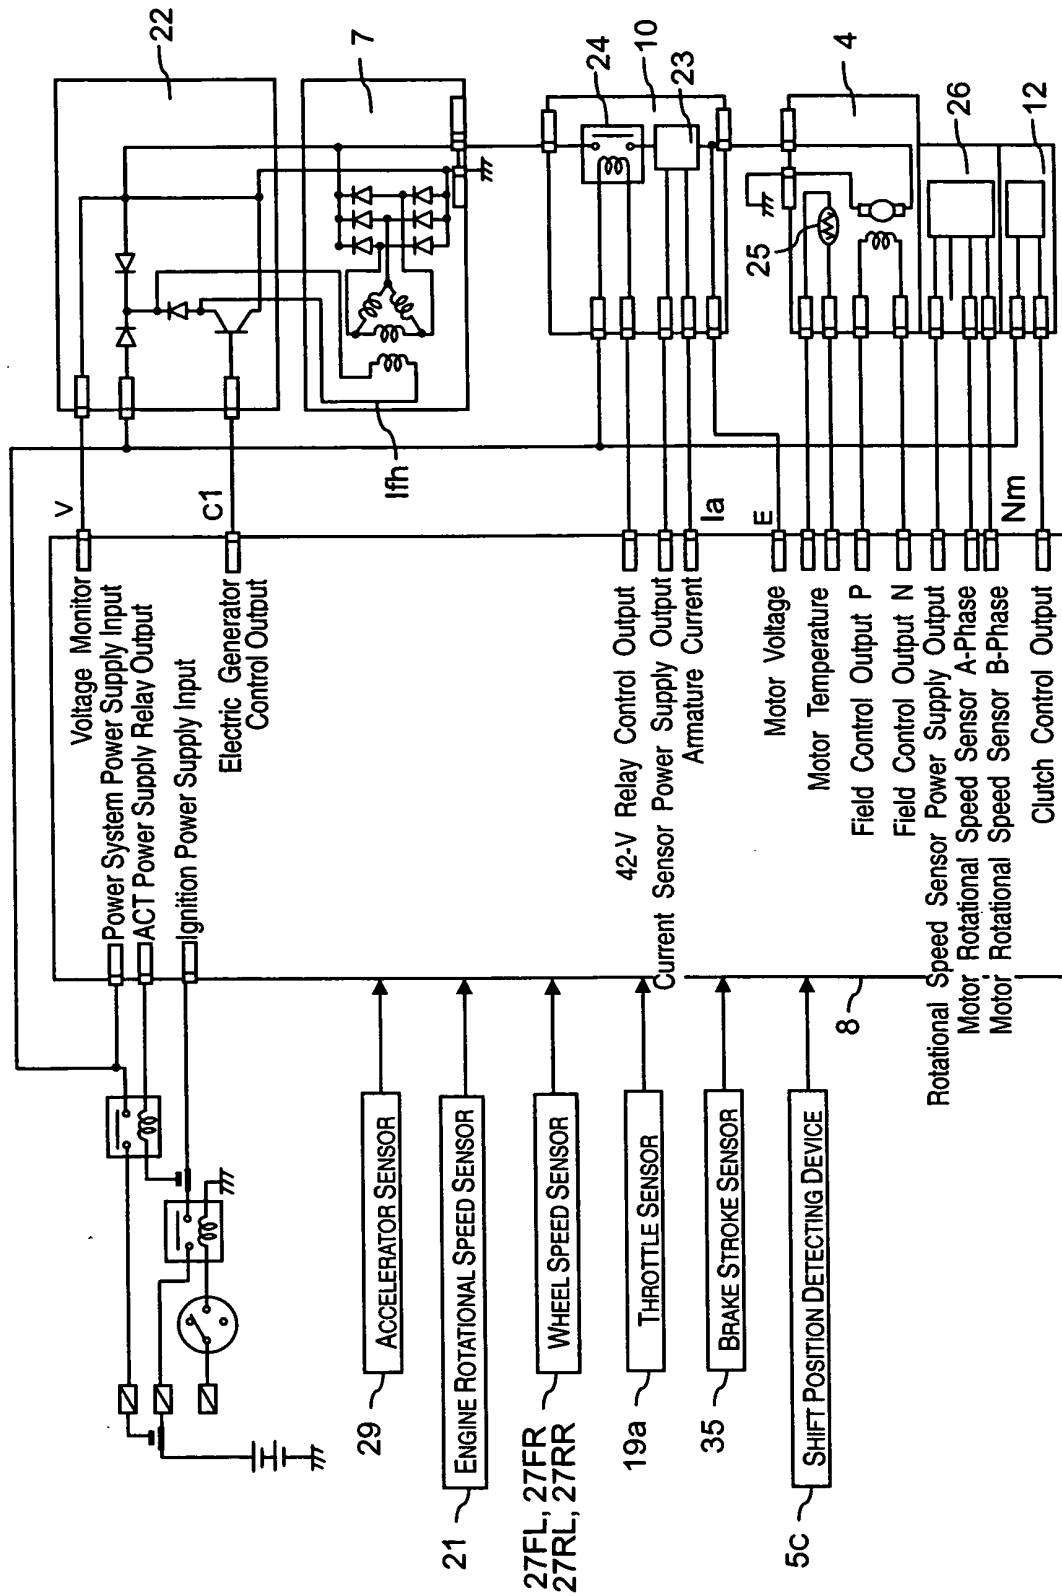 22
7
24
10
23
4
25
26
12
Ifh
V
C1
Ia
E
Nm
Voltage Monitor
Power System Power Supply Input
ACT Power Supply Relay Output
Ignition Power Supply Input
Electric Generator
Control Output
42-V Relay Control Output
Current Sensor Power Supply Output
Armature Current
Motor Voltage
Motor Temperature
Field Control Output P
Field Control Output N
Rotational Speed Sensor Power Supply Output
Motor Rotational Speed Sensor A-Phase
Motor Rotational Speed Sensor B-Phase
Clutch Control Output
8
ACCELERATOR SENSOR
29
ENGINE ROTATIONAL SPEED SENSOR
21
WHEEL SPEED SENSOR
27FL, 27FR
27RL, 27RR
THROTTLE SENSOR
19a
BRAKE STROKE SENSOR
35
SHIFT POSITION DETECTING DEVICE
5c